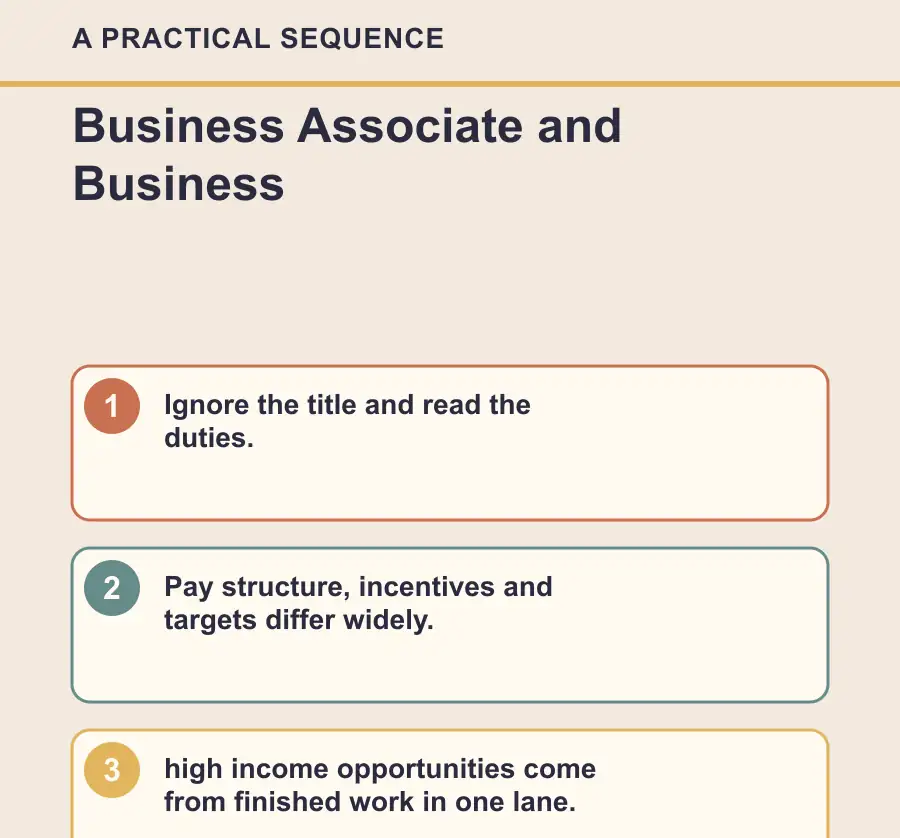 A PRACTICAL SEQUENCE
Business Associate and
Business
1
Ignore the title and read the
duties.
2
Pay structure, incentives and
targets differ widely.
3
high income opportunities come
from finished work in one lane.